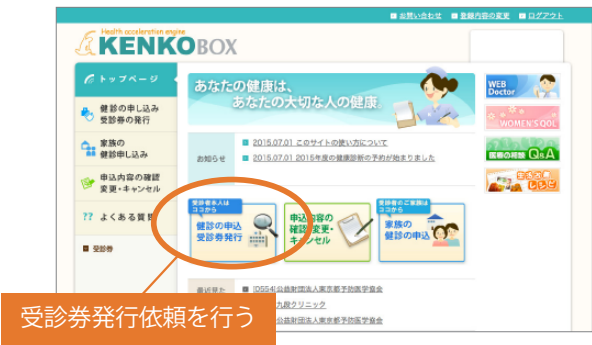 お問い合わせ 登録内容の変更 ログアウト
Health acceleration engine
KENKOBOX
トップページ
健診の申し込み
受診券の発行
家族の
健診申し込み
申込内容の確認
変更・キャンセル
?? よくある質
受診券
あなたの健康は、
あなたの大切な人の健康。
お知らせ
2015.07.01 このサイトの使い方について
2015.07.01 2015年度の健康診断の予約が始まりました
受診者本人は
ココから
健診の申込
受診券発行
申込内容の
確認・変更・
キャンセル
受診者のご家族は
ココから
家族の
健診の申込
WEB
Doctor
WOMEN'S QOL
医療の相談 Q&A
レシピ
最近見た
[0554]公益財団法人東京都予防医学協会
九段クリニック
公益財団法人東京都予防医学協会
受診券発行依頼を行う